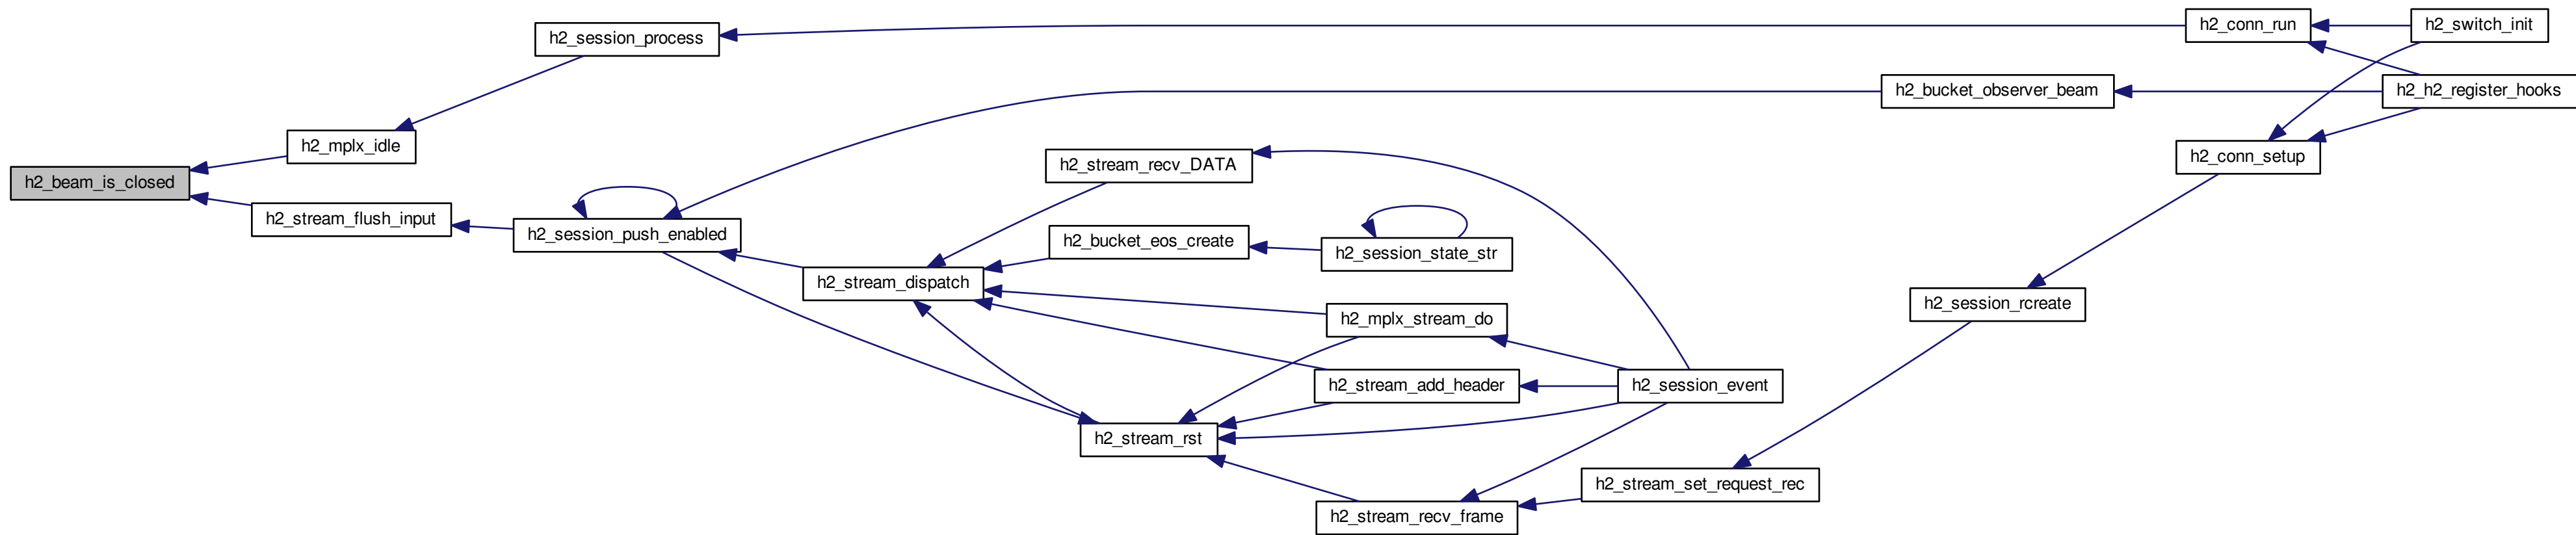 h2_session_process
h2_conn_run
h2_switch_init
h2_bucket_observer_beam
h2_h2_register_hooks
h2_mplx_idle
h2_conn_setup
h2_stream_recv_DATA
h2_beam_is_closed
h2_stream_flush_input
h2_session_push_enabled
h2_bucket_eos_create
h2_session_state_str
h2_stream_dispatch
h2_session_rcreate
h2_mplx_stream_do
h2_stream_add_header
h2_session_event
h2_stream_rst
h2_stream_set_request_rec
h2_stream_recv_frame